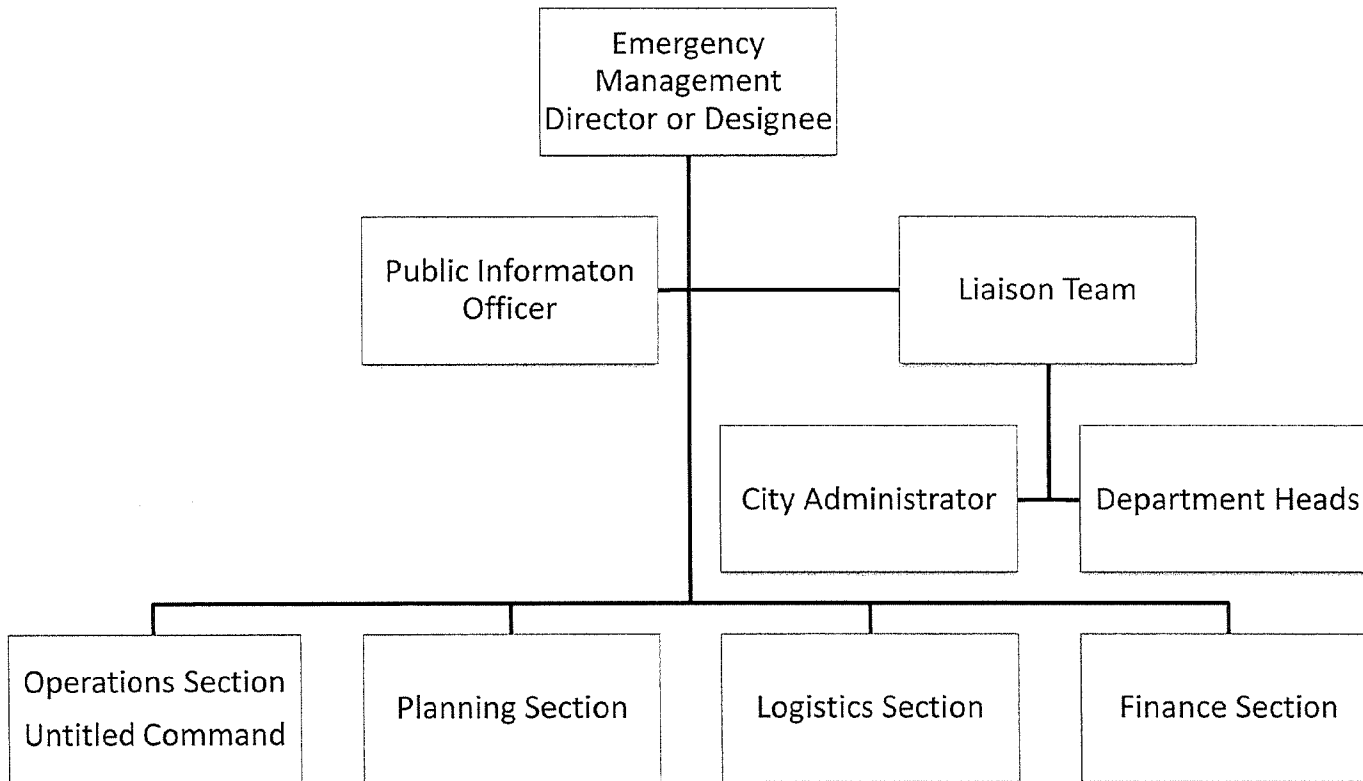 Emergency
Management
Director or Designee
Public Informaton
Officer
Liaison Team
City Administrator
Department Heads
Operations Section
Untitled Command
Planning Section
Logistics Section
Finance Section